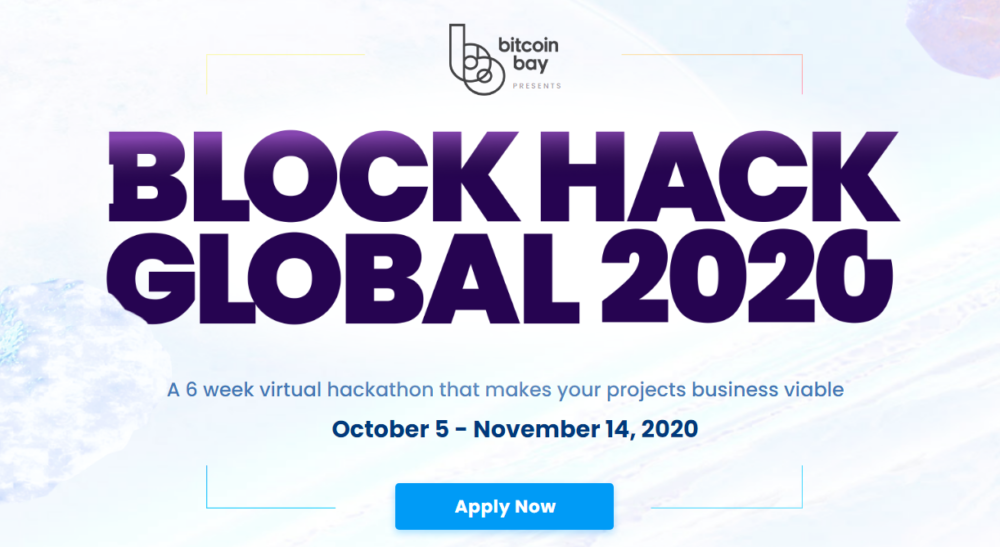 bitcoin
bay
PRESENTS
BLOCK HACK
GLOBAL 2020
A 6 week virtual hackathon that makes your projects business viable
October 5 - November 14, 2020
Apply Now